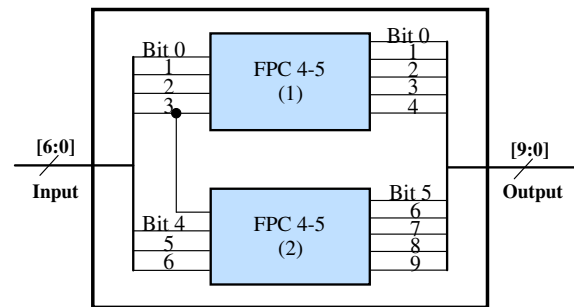 Bit 0
1
2
3
FPC 4-5
(1)
Bit 0
1
2
3
4
[6:0]
Input
[9:0]
Output
Bit 4
5
6
FPC 4-5
(2)
Bit 5
6
7
8
9